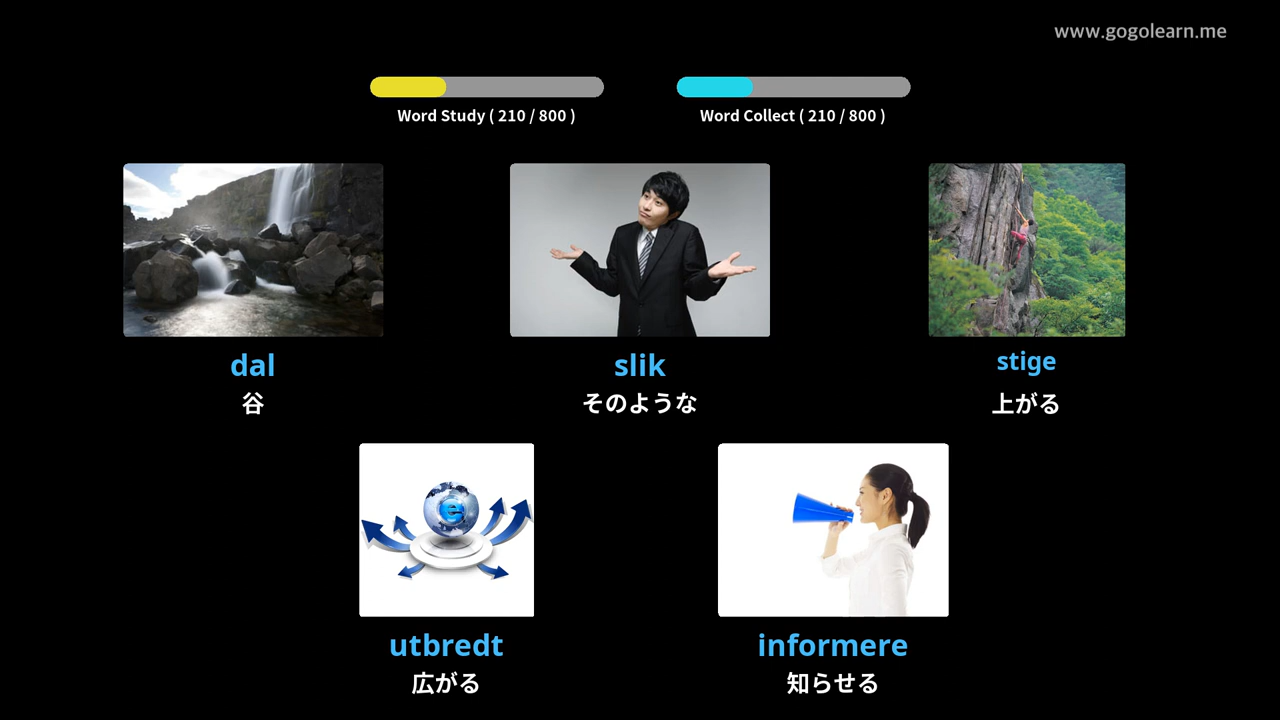 www.gogolearn.me
Word Study ( 210 / 800 )
Word Collect ( 210 / 800 )
dal
谷
slik
そのような
stige
上がる
e
utbredt
広がる
informere
知らせる